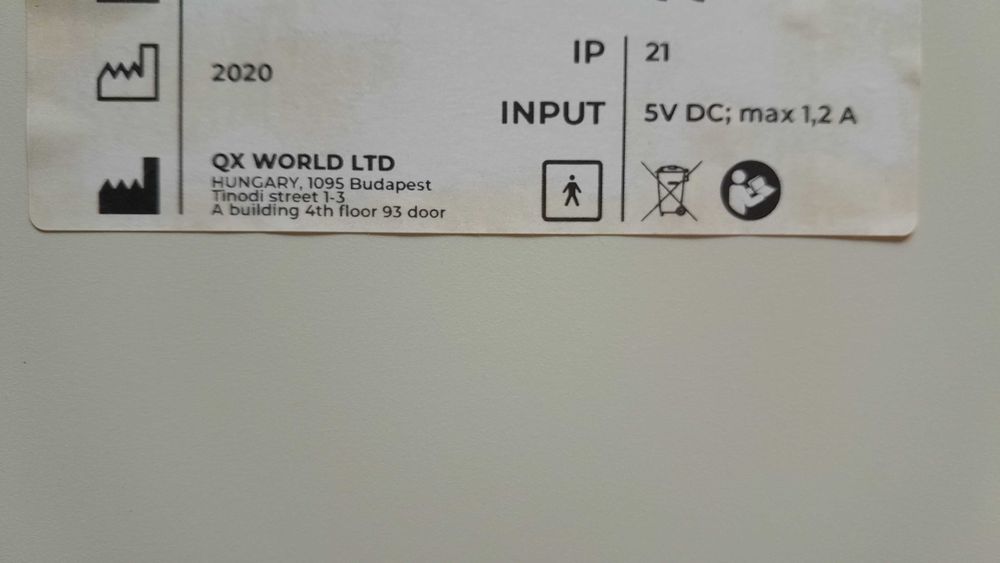 2020
QX WORLD LTD
HUNGARY, 1095 Budapest
Tinodi street 1-3
A building 4th floor 93 door
IP 21
INPUT 5V DC; max 1,2 A